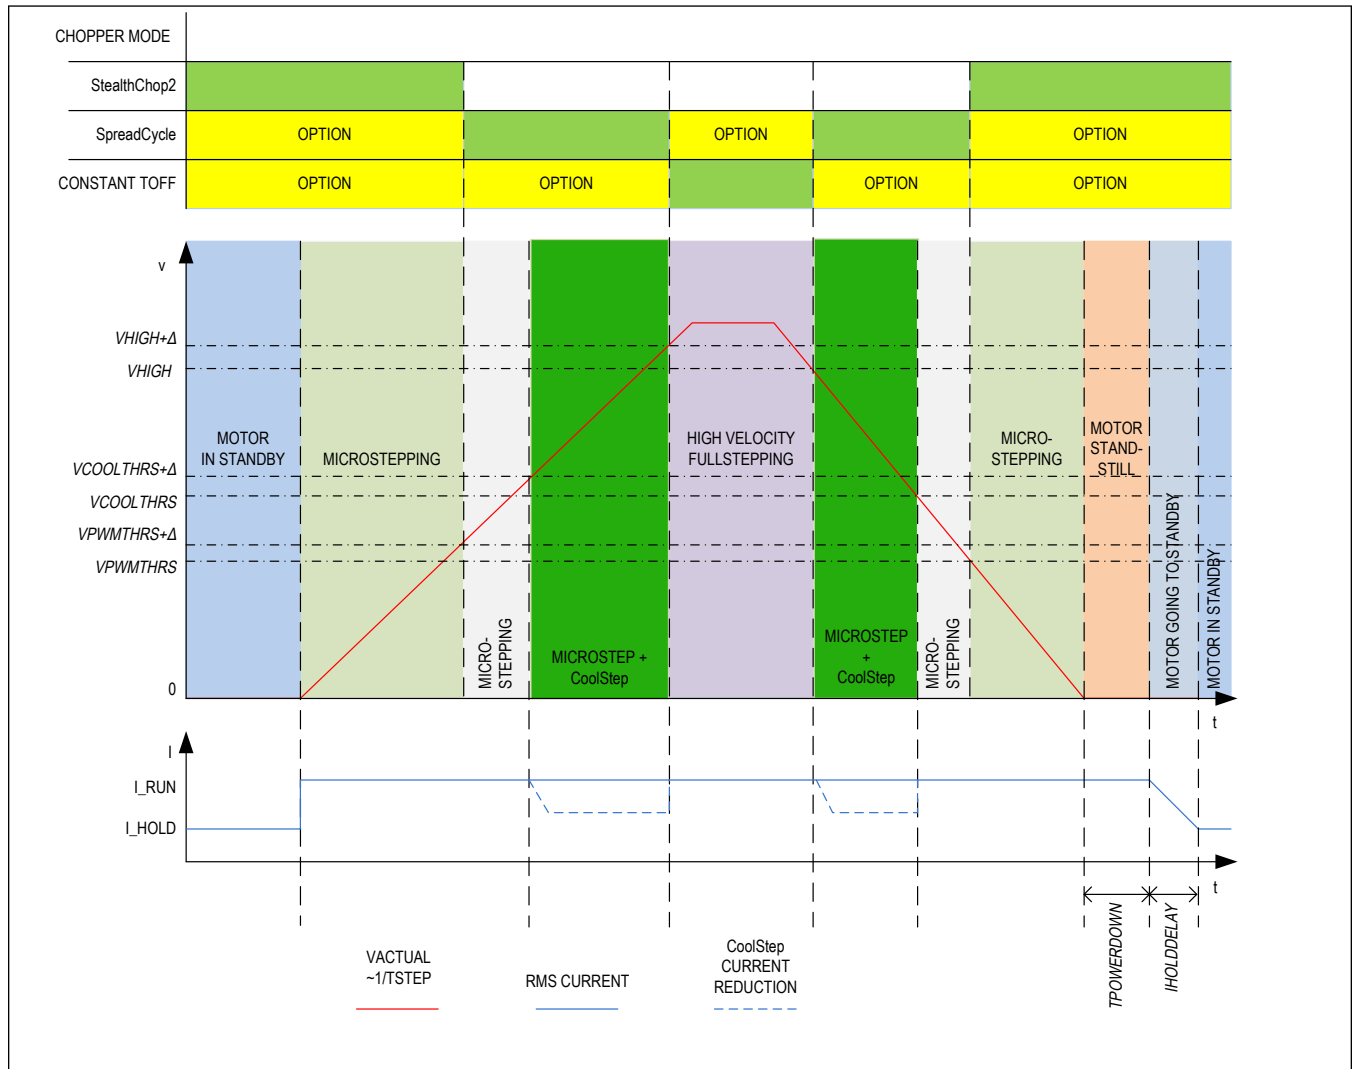 CHOPPER MODE
StealthChop2
SpreadCycle
OPTION
OPTION
OPTION
CONSTANT TOFF
OPTION
OPTION
OPTION
OPTION
v
VHIGH+Δ
VHIGH
VCOOLTHRS+Δ
VCOOLTHRS
VPWMTHRS+Δ
VPWMTHRS
0
MOTOR
IN STANDBY
MICROSTEPPING
MICRO-
STEPPING
MICROSTEP +
CoolStep
HIGH VELOCITY
FULLSTEPPING
MICROSTEP
+
CoolStep
MICRO-
STEPPING
MICRO-
STEPPING
MOTOR
STAND-
STILL
MOTOR GOING TO STANDBY
MOTOR IN STANDBY
t
I
I_RUN
I_HOLD
t
TPOWERDOWN
IHOLDDELAY
VACTUAL
~1/TSTEP
RMS CURRENT
CoolStep
CURRENT
REDUCTION